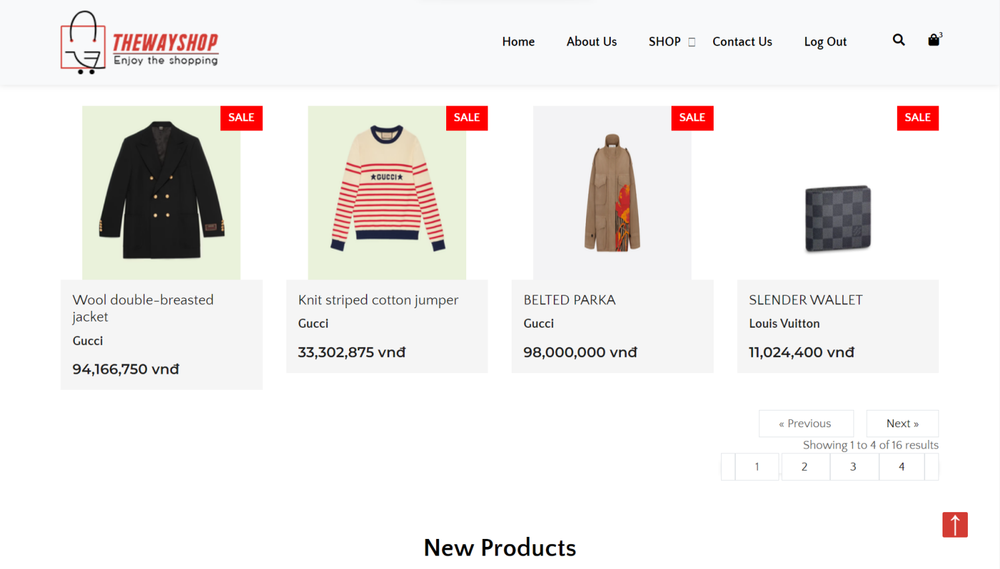 THEWAYSHOP
Enjoy the shopping
Home About Us SHOP Contact Us Log Out 3
SALE SALE SALE SALE
★GUCCI★
Wool double-breasted
jacket
Gucci
94,166,750 vnđ
Knit striped cotton jumper
Gucci
33,302,875 vnđ
BELTED PARKA
Gucci
98,000,000 vnđ
SLENDER WALLET
Louis Vuitton
11,024,400 vnđ
« Previous Next »
Showing 1 to 4 of 16 results
1 2 3 4
New Products